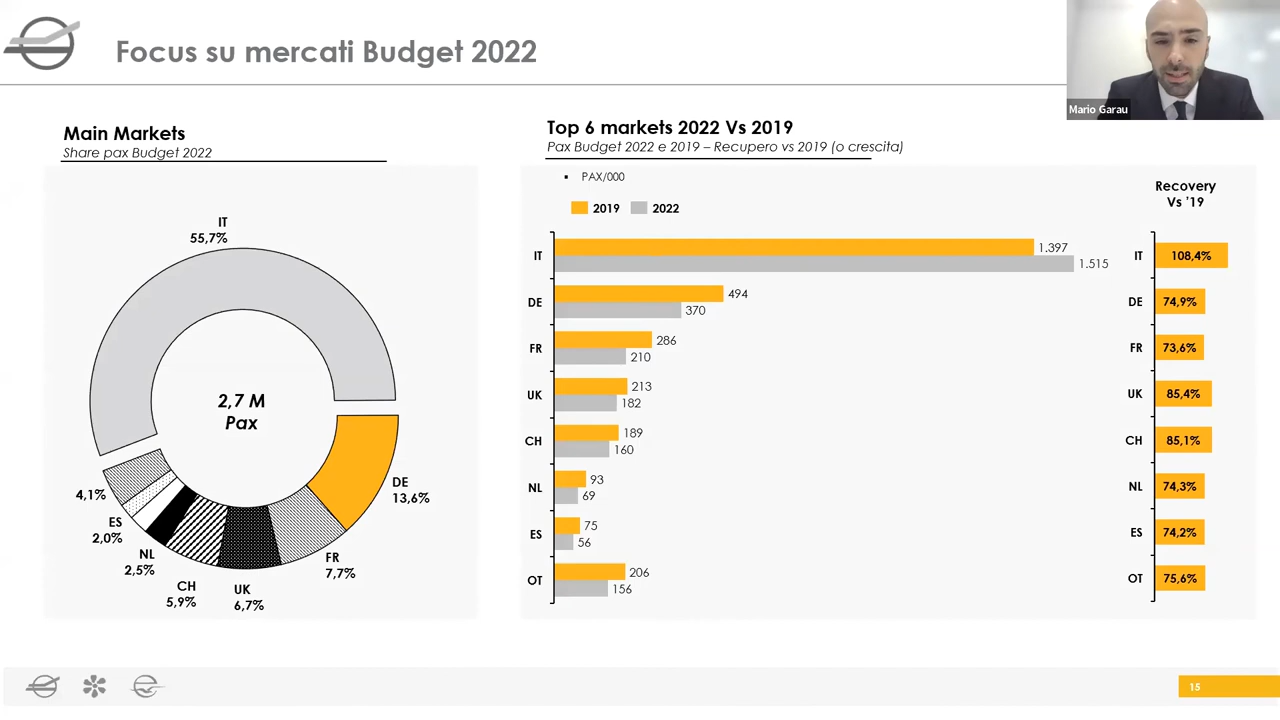 Focus su mercati Budget 2022
Mario Garau
Main Markets
Share pax Budget 2022
IT
55,7%
2,7 M
Pax
DE
13,6%
FR
7,7%
UK
6,7%
CH
5,9%
NL
2,5%
ES
2,0%
4,1%
Top 6 markets 2022 Vs 2019
Pax Budget 2022 e 2019 – Recupero vs 2019 (o crescita)
▪ PAX/000
2019 2022
IT 1.397
1.515
DE 494
370
FR 286
210
UK 213
182
CH 189
160
NL 93
69
ES 75
56
OT 206
156
Recovery
Vs '19
IT 108,4%
DE 74,9%
FR 73,6%
UK 85,4%
CH 85,1%
NL 74,3%
ES 74,2%
OT 75,6%
15